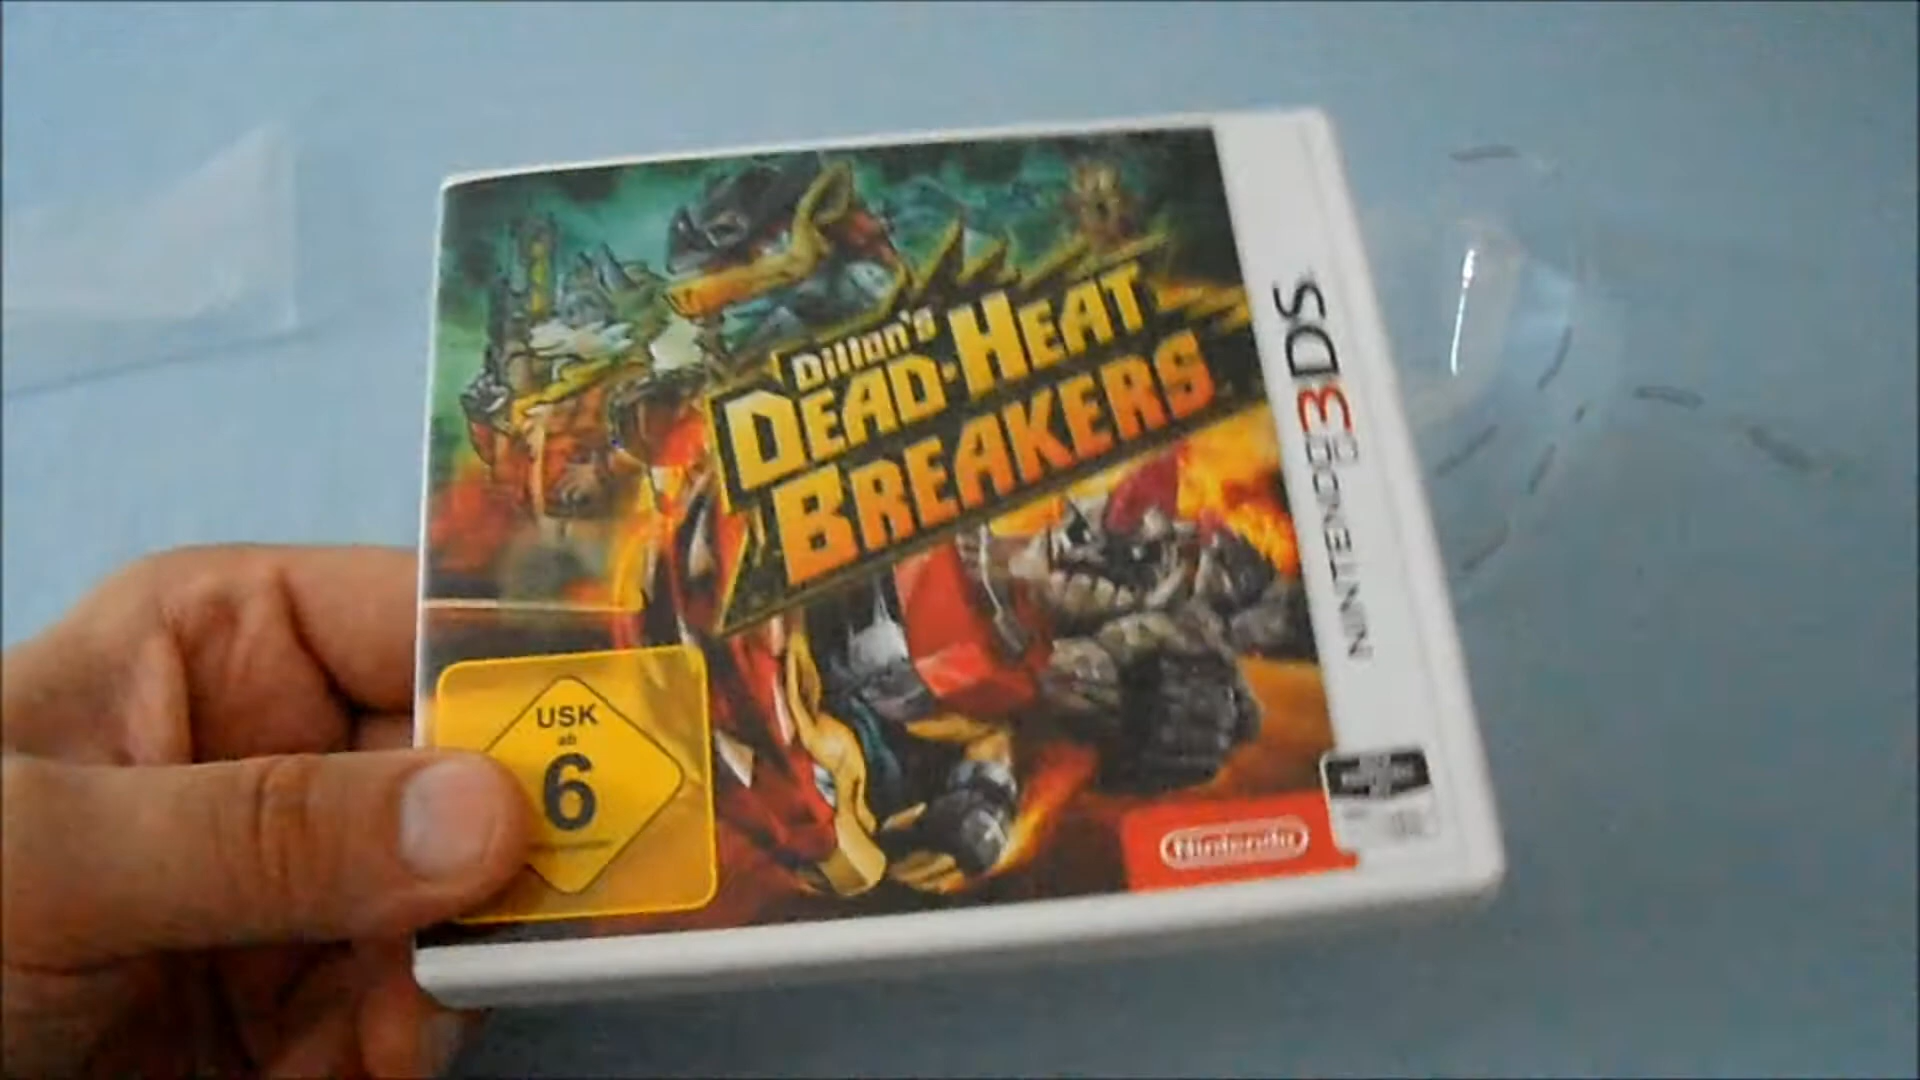 Dillon's
DEAD-HEAT
BREAKERS
NINTENDO 3DS
USK
ab
6
Nintendo